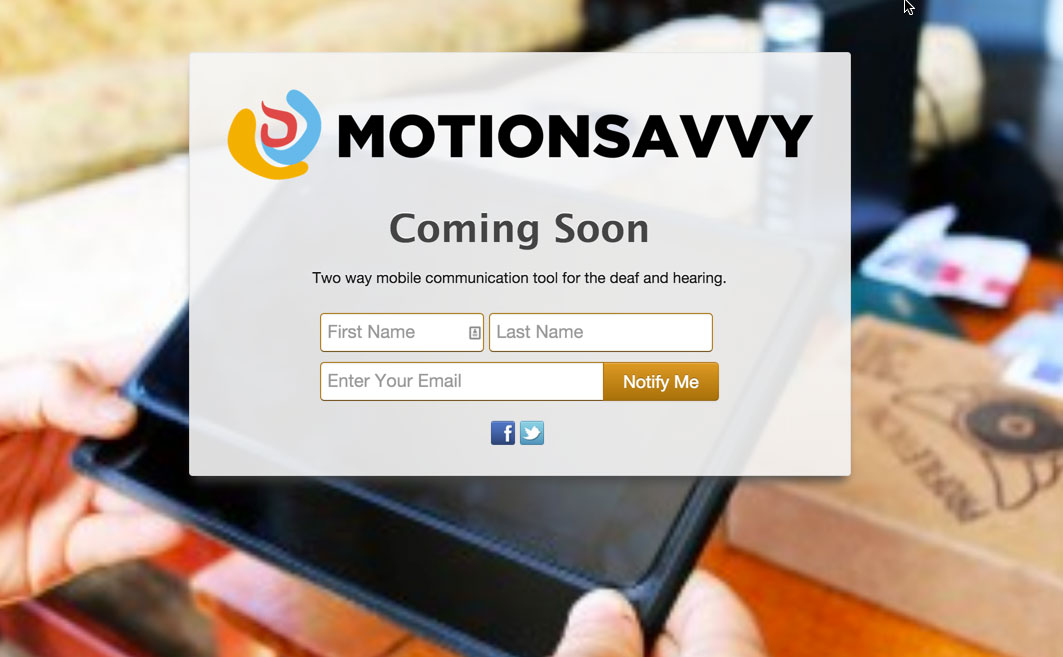 MOTIONSAVVY
Coming Soon
Two way mobile communication tool for the deaf and hearing.
First Name
Last Name
Enter Your Email
Notify Me